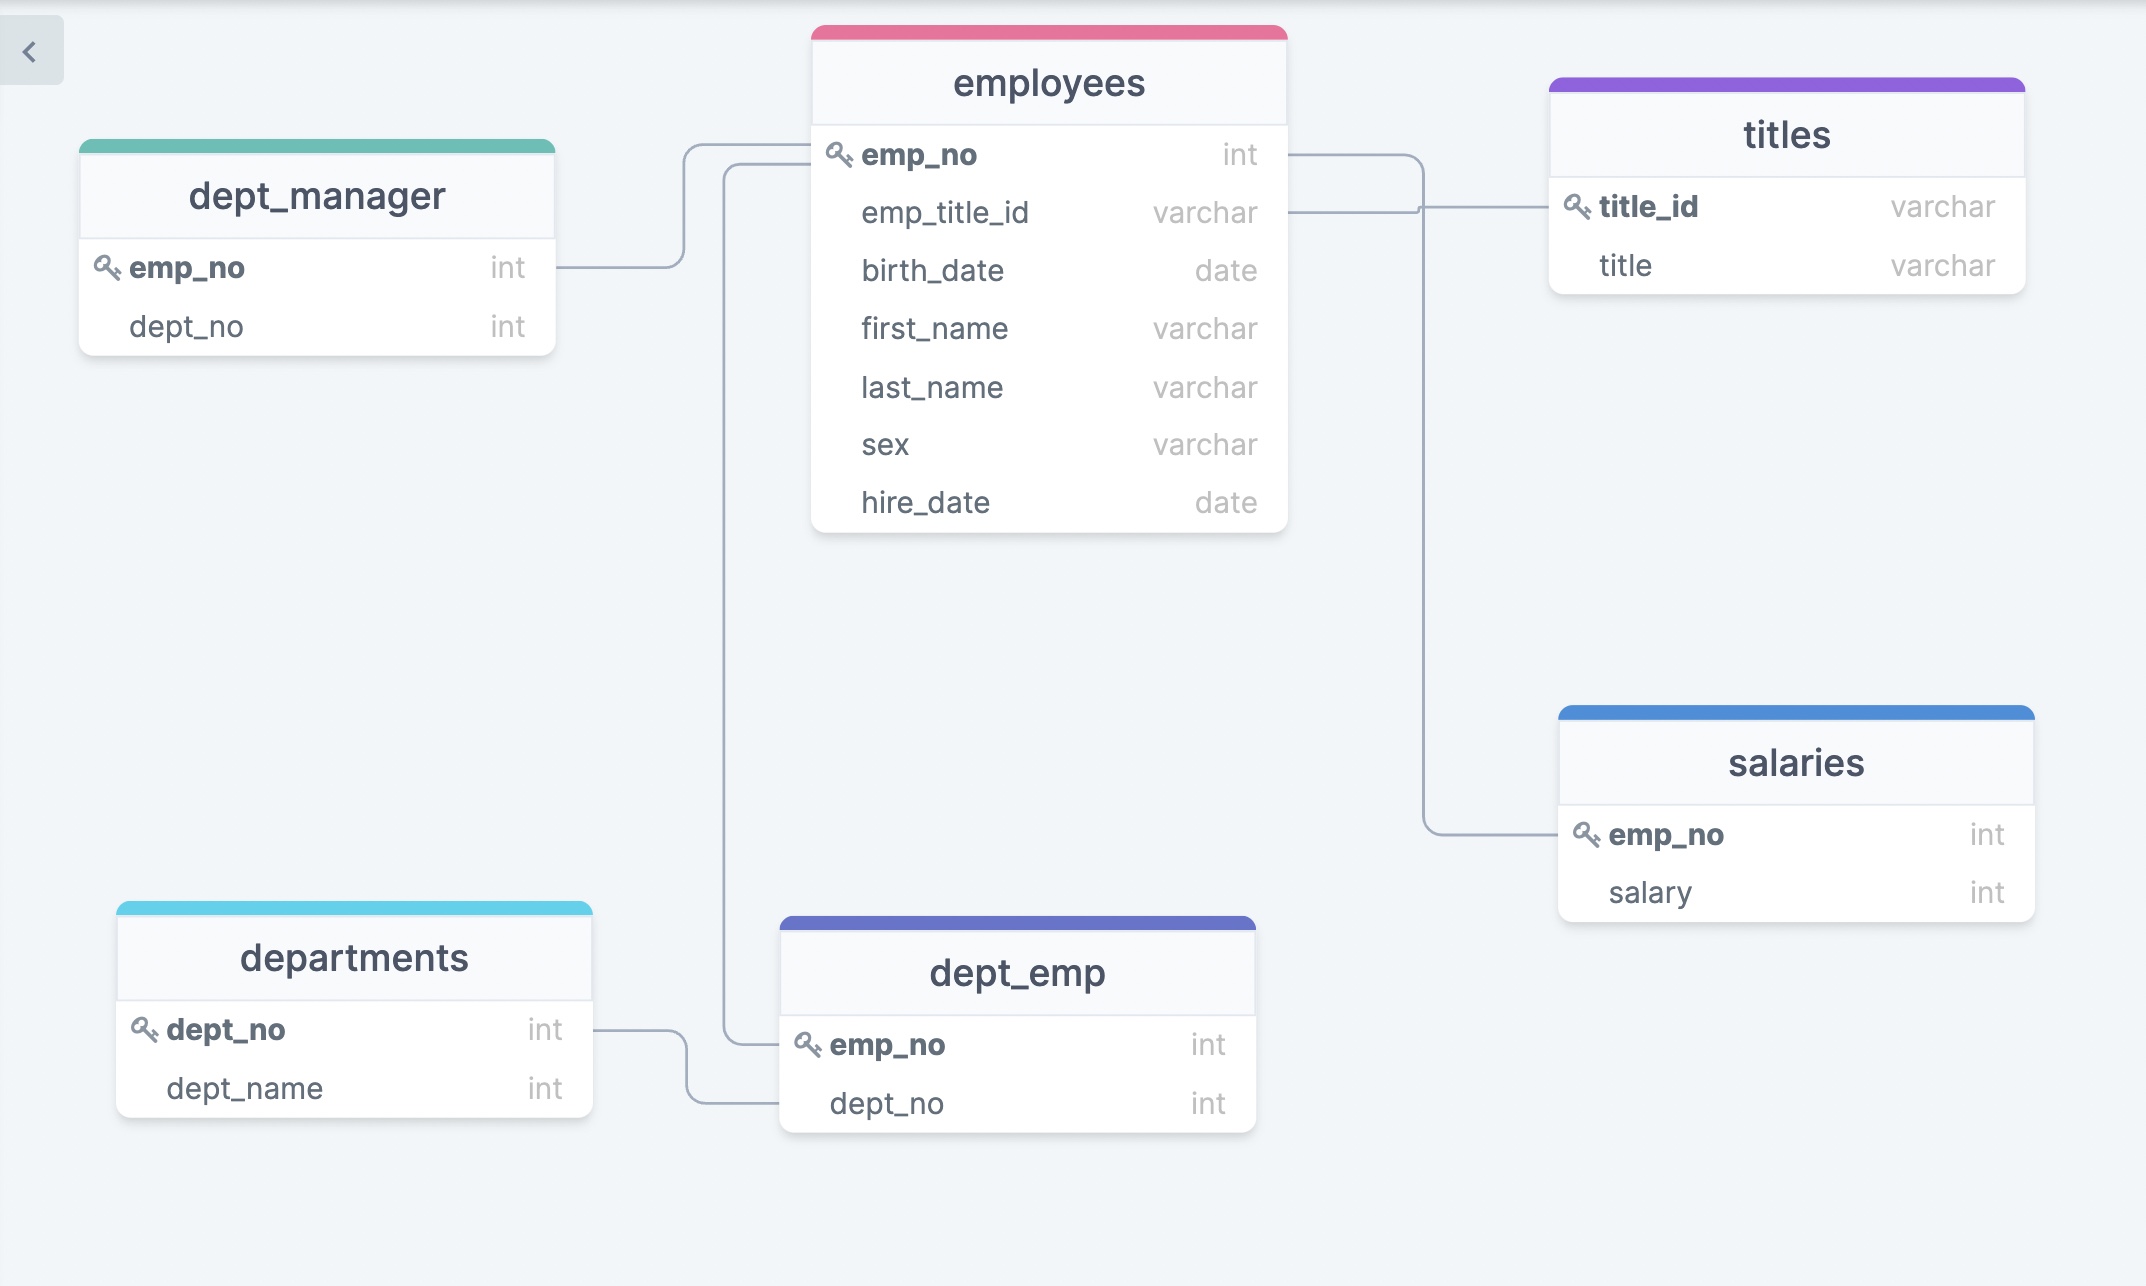 employees
emp_no int
emp_title_id varchar
birth_date date
first_name varchar
last_name varchar
sex varchar
hire_date date
titles
title_id varchar
title varchar
dept_manager
emp_no int
dept_no int
salaries
emp_no int
salary int
departments
dept_no int
dept_name int
dept_emp
emp_no int
dept_no int